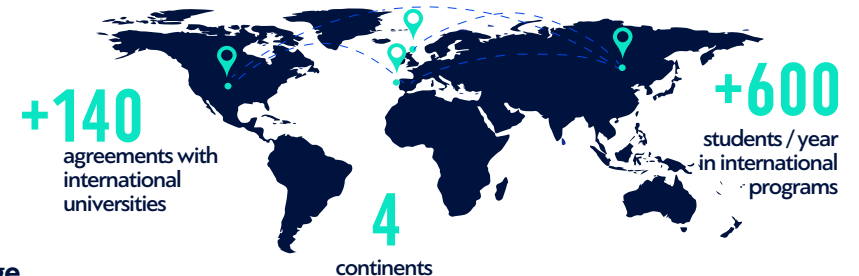 +140
agreements with
international
universities
4
continents
+600
students / year
in international
programs